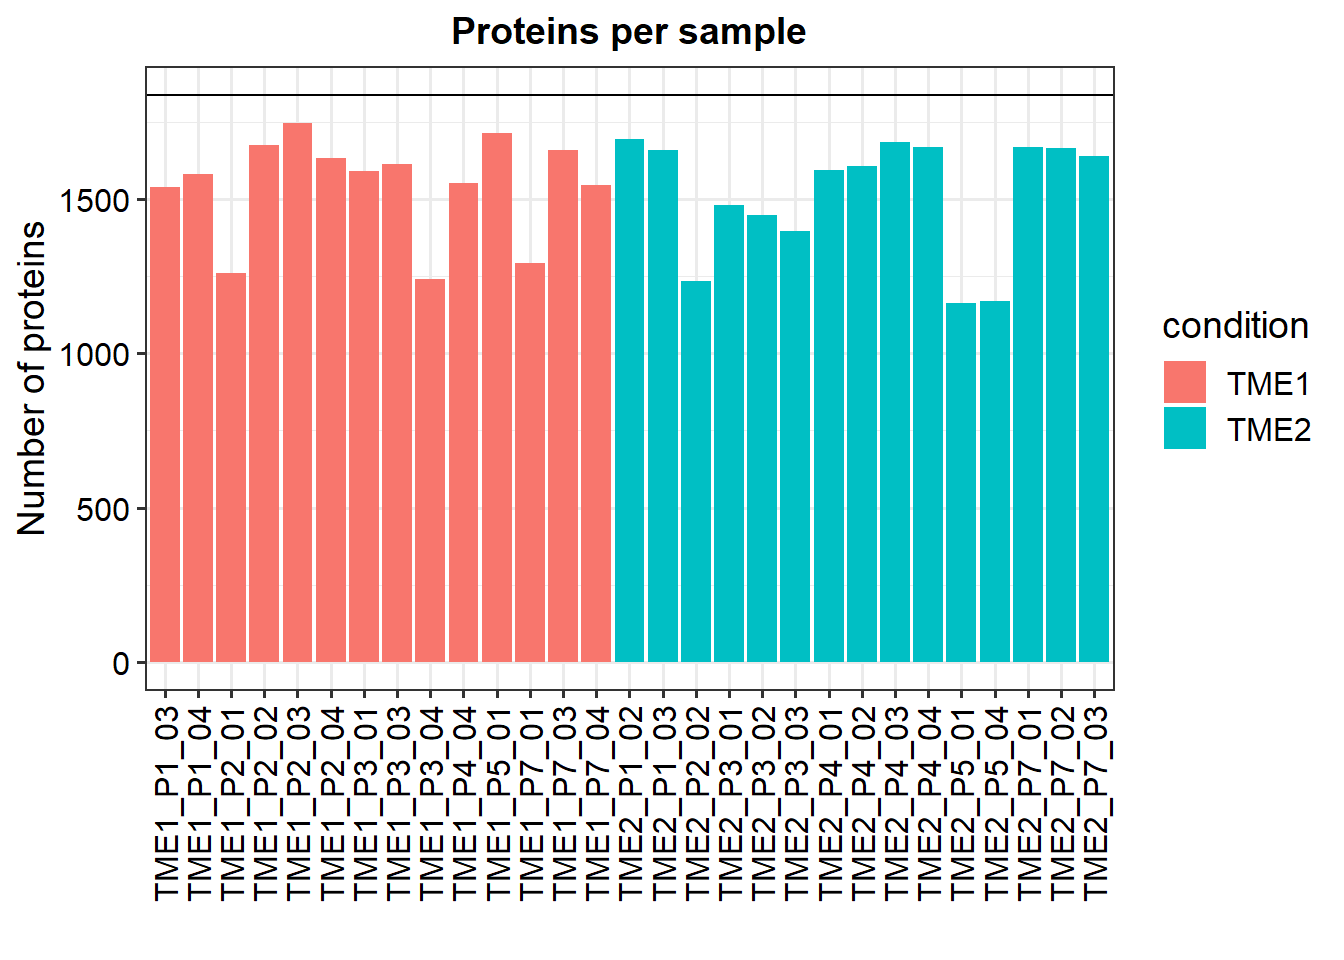 Proteins per sample
Number of proteins
1500
1000
500
0
TME1_P1_03
TME1_P1_04
TME1_P2_01
TME1_P2_02
TME1_P2_03
TME1_P2_04
TME1_P3_01
TME1_P3_03
TME1_P3_04
TME1_P4_04
TME1_P5_01
TME1_P7_01
TME1_P7_03
TME1_P7_04
TME2_P1_02
TME2_P1_03
TME2_P2_02
TME2_P3_01
TME2_P3_02
TME2_P3_03
TME2_P4_01
TME2_P4_02
TME2_P4_03
TME2_P4_04
TME2_P5_01
TME2_P5_04
TME2_P7_01
TME2_P7_02
TME2_P7_03
condition
TME1
TME2